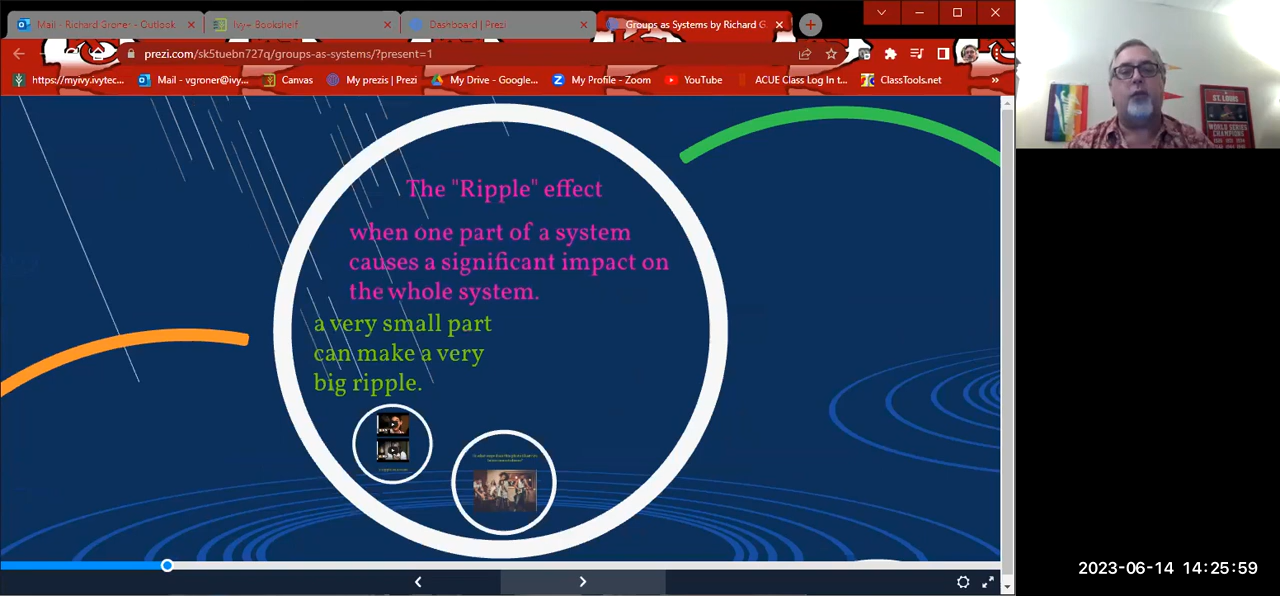 Mail - Richard Groner - Outlook
Ivy+ Bookshelf
Dashboard | Prezi
Groups as Systems by Richard G
prezi.com/sk5tuebn727q/groups-as-systems/?present=1
https://myivy.ivytec...
Mail - vgroner@ivy...
Canvas
My prezis | Prezi
My Drive - Google...
My Profile - Zoom
YouTube
ACUE Class Log In t...
ClassTools.net
»
The "Ripple" effect
when one part of a system
causes a significant impact on
the whole system.
a very small part
can make a very
big ripple.
ST. LOUIS
WORLD SERIES
CHAMPIONS
2023-06-14 14:25:59